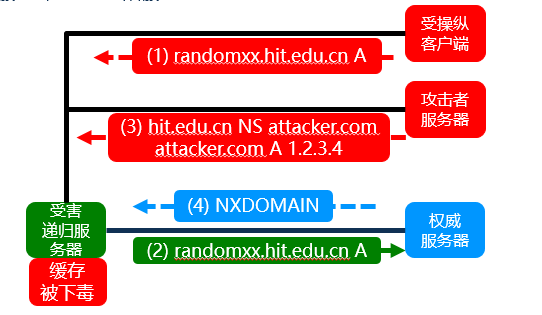 受操纵
客户端
(1) randomxx.hit.edu.cn A
攻击者
服务器
(3) hit.edu.cn NS attacker.com
attacker.com A 1.2.3.4
(4) NXDOMAIN
受害
递归服
务器
权威
服务器
(2) randomxx.hit.edu.cn A
缓存
被下毒